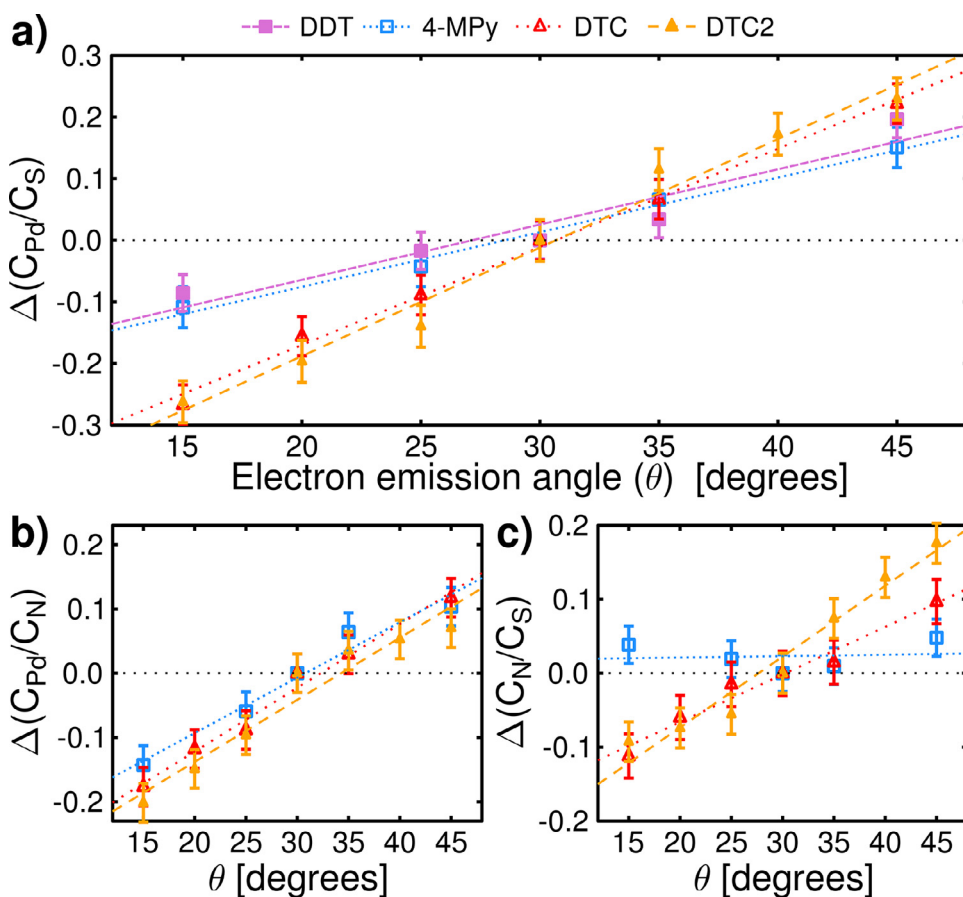 a) DDT 4-MPy DTC DTC2
0.3
0.2
0.1
0.0
-0.1
-0.2
-0.3
Δ(C_Pd/C_S)
15 20 25 30 35 40 45
Electron emission angle (θ) [degrees]
b)
0.2
0.1
0.0
-0.1
-0.2
Δ(C_Pd/C_N)
15 20 25 30 35 40 45
θ [degrees]
c)
0.2
0.1
0.0
-0.1
-0.2
Δ(C_N/C_S)
15 20 25 30 35 40 45
θ [degrees]